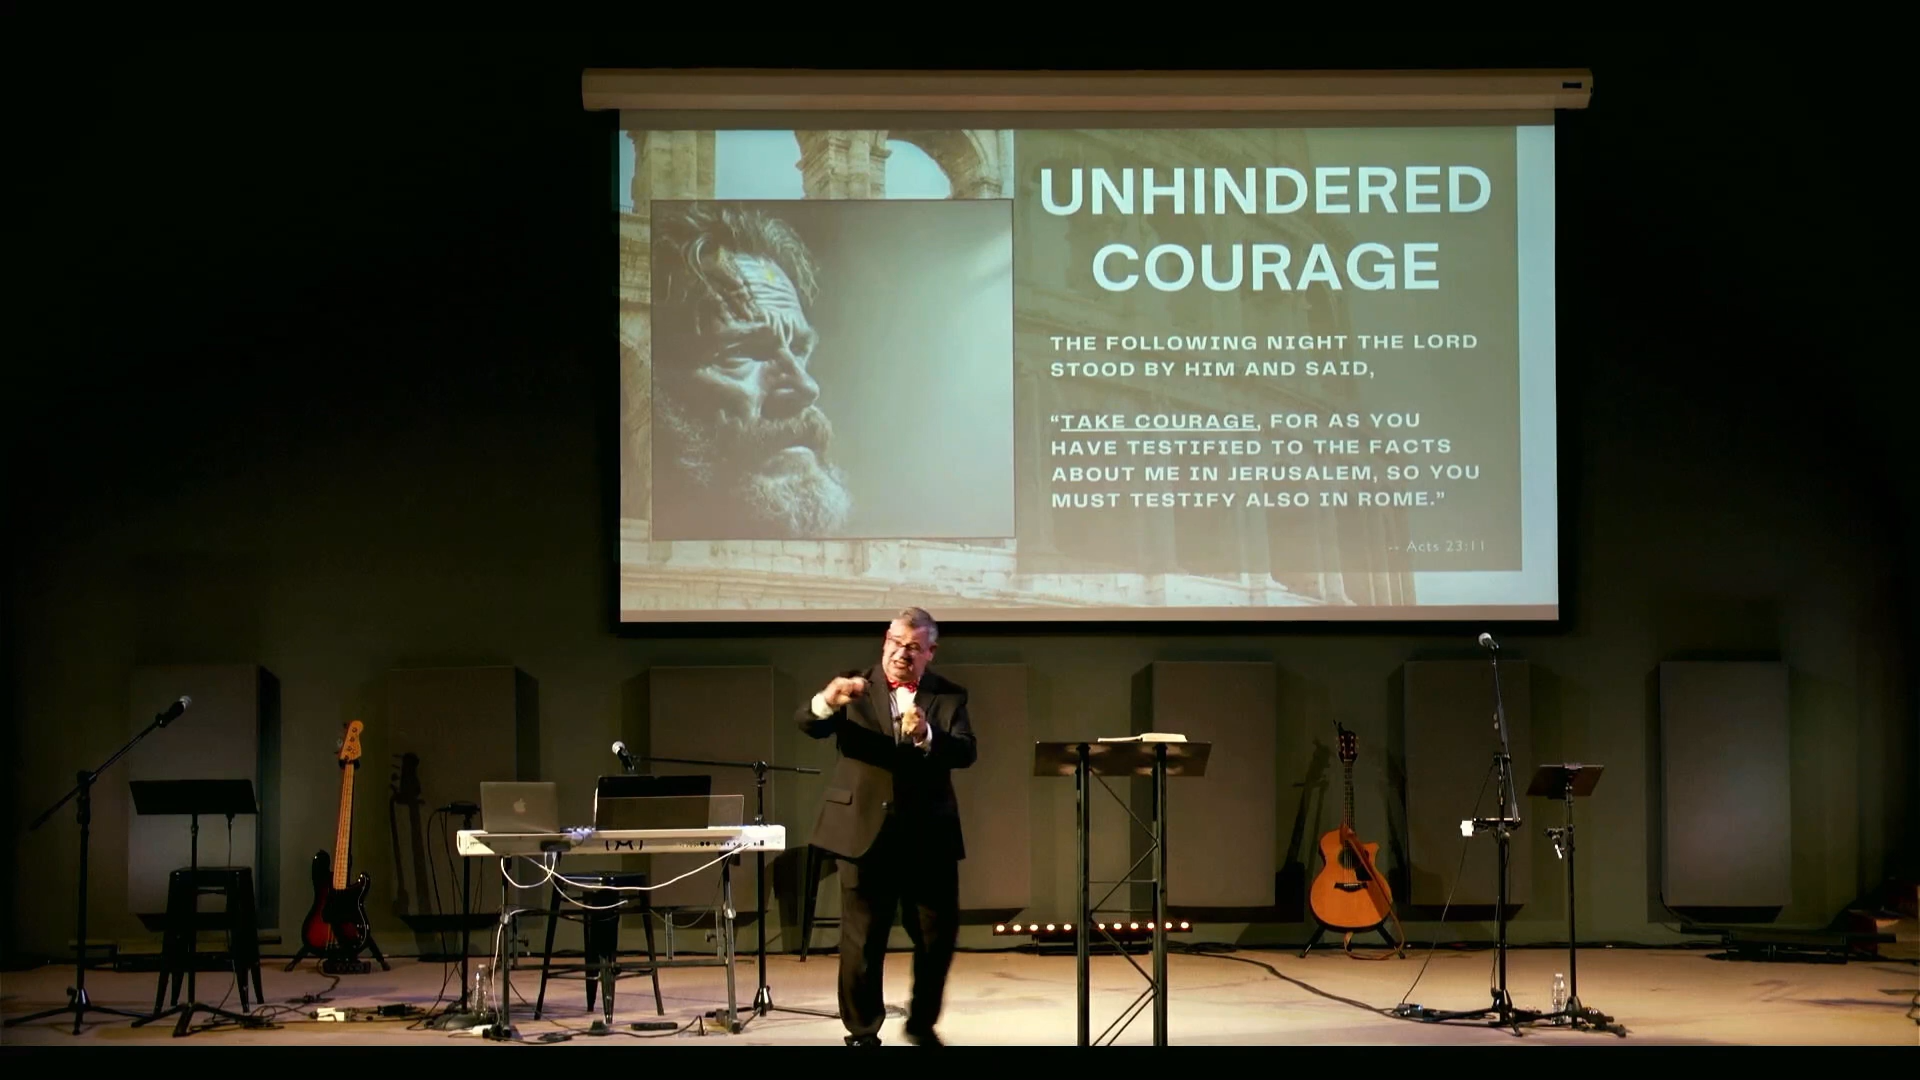 UNHINDERED
COURAGE
THE FOLLOWING NIGHT THE LORD
STOOD BY HIM AND SAID,
“TAKE COURAGE, FOR AS YOU
HAVE TESTIFIED TO THE FACTS
ABOUT ME IN JERUSALEM, SO YOU
MUST TESTIFY ALSO IN ROME.”
-- Acts 23:11